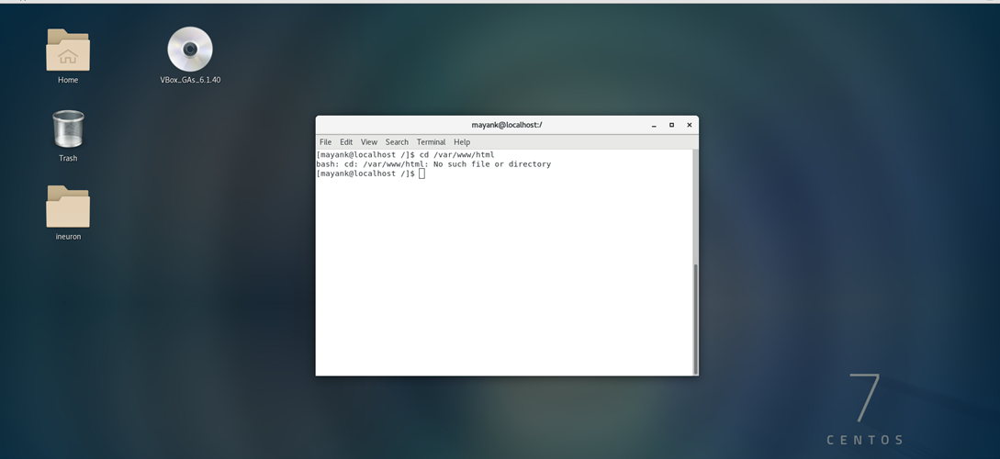 Home
VBox_GAs_6.1.40
Trash
ineuron
mayank@localhost:/
File Edit View Search Terminal Help
[mayank@localhost /]$ cd /var/www/html
bash: cd: /var/www/html: No such file or directory
[mayank@localhost /]$
7
CENTOS